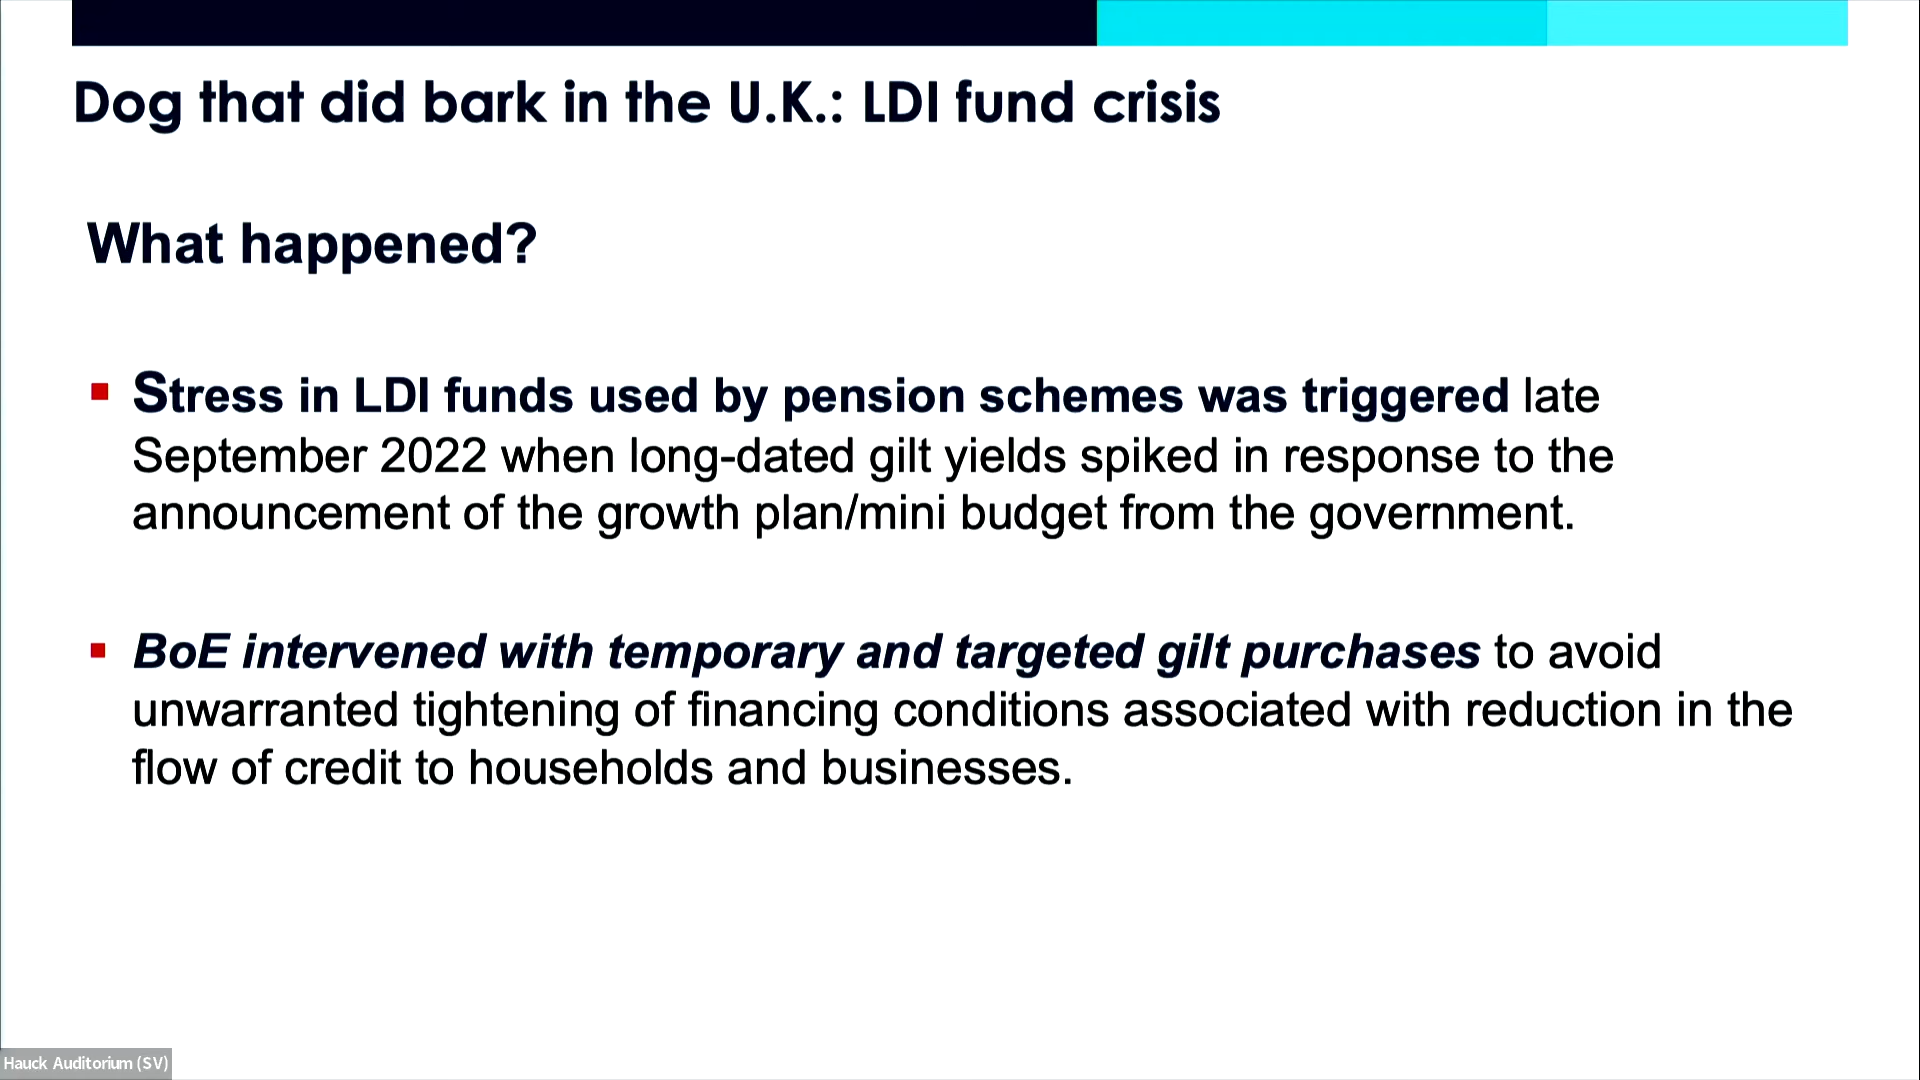 Dog that did bark in the U.K.: LDI fund crisis
What happened?
Stress in LDI funds used by pension schemes was triggered late
September 2022 when long-dated gilt yields spiked in response to the
announcement of the growth plan/mini budget from the government.
BoE intervened with temporary and targeted gilt purchases to avoid
unwarranted tightening of financing conditions associated with reduction in the
flow of credit to households and businesses.
Hauck Auditorium (SV)